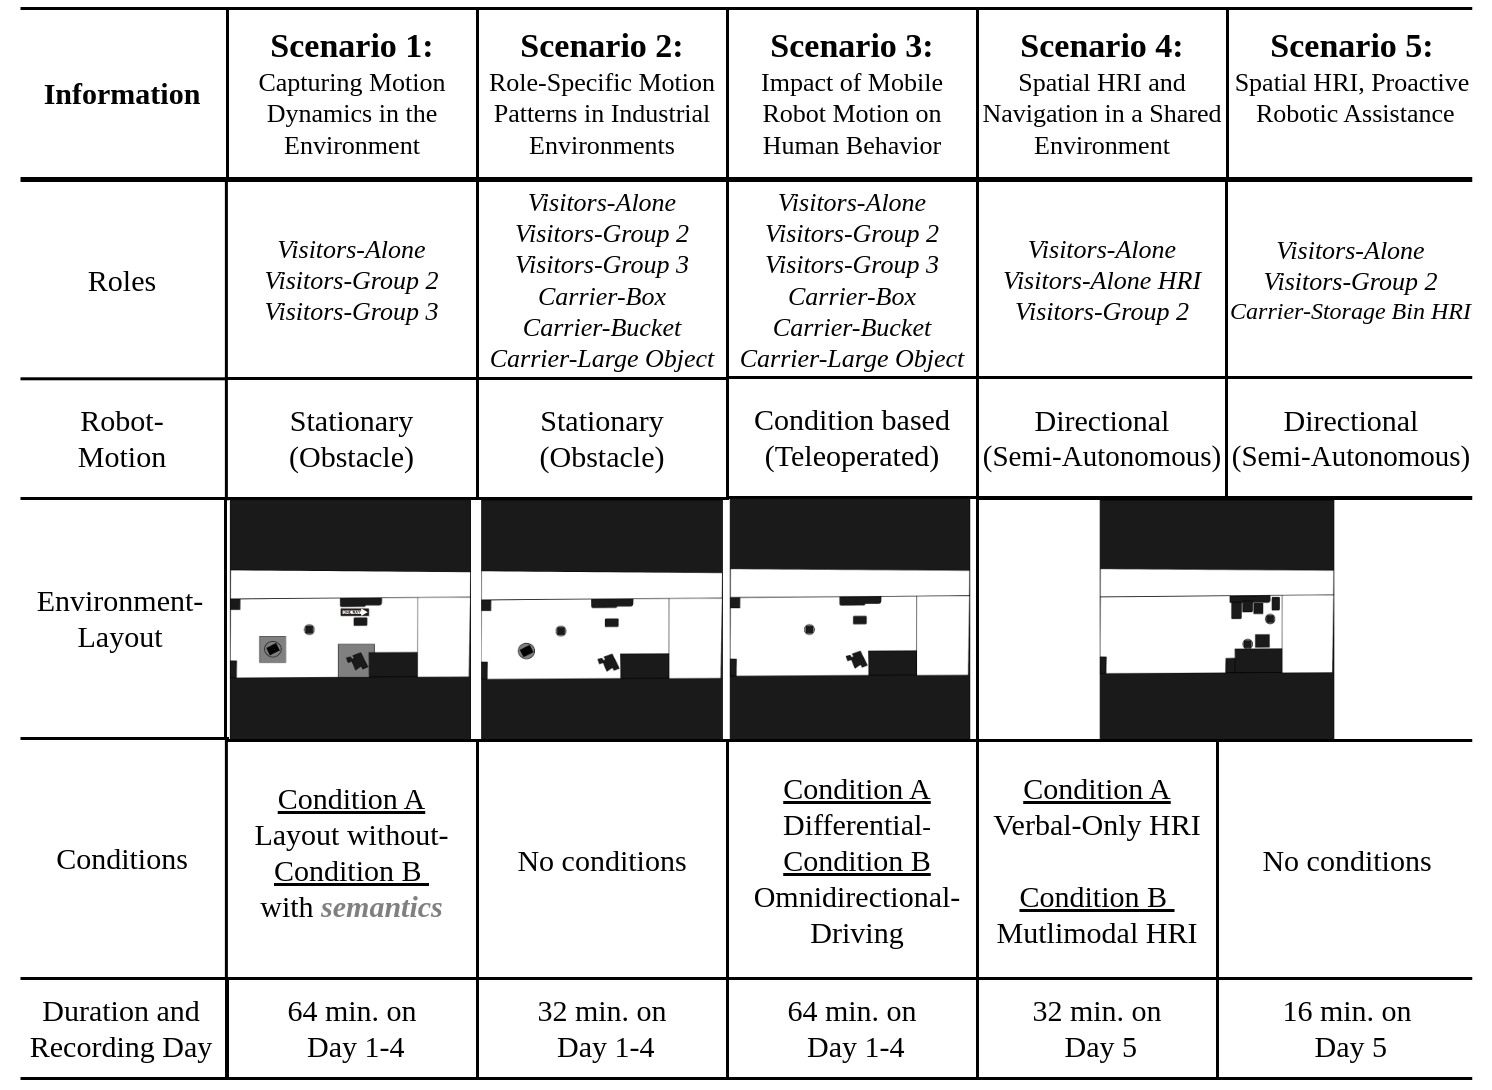 Information
Scenario 1:
Capturing Motion
Dynamics in the
Environment
Scenario 2:
Role-Specific Motion
Patterns in Industrial
Environments
Scenario 3:
Impact of Mobile
Robot Motion on
Human Behavior
Scenario 4:
Spatial HRI and
Navigation in a Shared
Environment
Scenario 5:
Spatial HRI, Proactive
Robotic Assistance
Roles
Visitors-Alone
Visitors-Group 2
Visitors-Group 3
Visitors-Alone
Visitors-Group 2
Visitors-Group 3
Carrier-Box
Carrier-Bucket
Carrier-Large Object
Visitors-Alone
Visitors-Group 2
Visitors-Group 3
Carrier-Box
Carrier-Bucket
Carrier-Large Object
Visitors-Alone
Visitors-Alone HRI
Visitors-Group 2
Visitors-Alone
Visitors-Group 2
Carrier-Storage Bin HRI
Robot-
Motion
Stationary
(Obstacle)
Stationary
(Obstacle)
Condition based
(Teleoperated)
Directional
(Semi-Autonomous)
Directional
(Semi-Autonomous)
Environment-
Layout
Conditions
Condition A
Layout without-
Condition B
with semantics
No conditions
Condition A
Differential-
Condition B
Omnidirectional-
Driving
Condition A
Verbal-Only HRI
Condition B
Mutlimodal HRI
No conditions
Duration and
Recording Day
64 min. on
Day 1-4
32 min. on
Day 1-4
64 min. on
Day 1-4
32 min. on
Day 5
16 min. on
Day 5